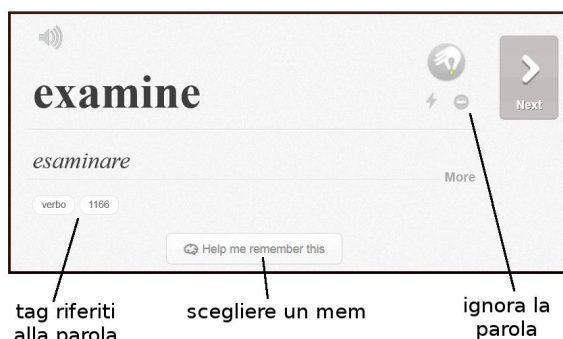 examine
Next
esaminare
More
verbo 1166
Help me remember this
tag riferiti
alla parola
scegliere un mem
ignora la
parola